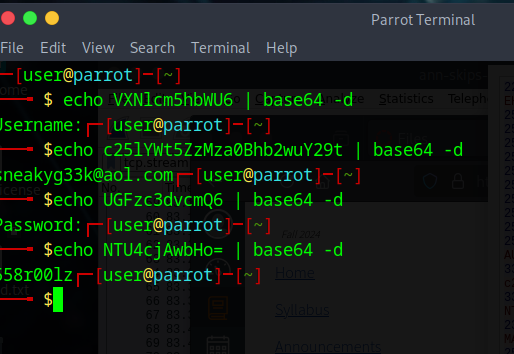 Parrot Terminal
File Edit View Search Terminal Help
─[user@parrot]─[~]
$ echo VXNlcm5hbWU6 | base64 -d
Username:┌─[user@parrot]─[~]
$echo c25lYWt5ZzMza0Bhb2wuY29t | base64 -d
sneakyg33k@aol.com┌─[user@parrot]─[~]
$echo UGFzc3dvcmQ6 | base64 -d
Password:┌─[user@parrot]─[~]
$echo NTU4cjAwbHo= | base64 -d
558r00lz┌─[user@parrot]─[~]
$
Statistics
Fall 2024
Home
Syllabus
Announcements